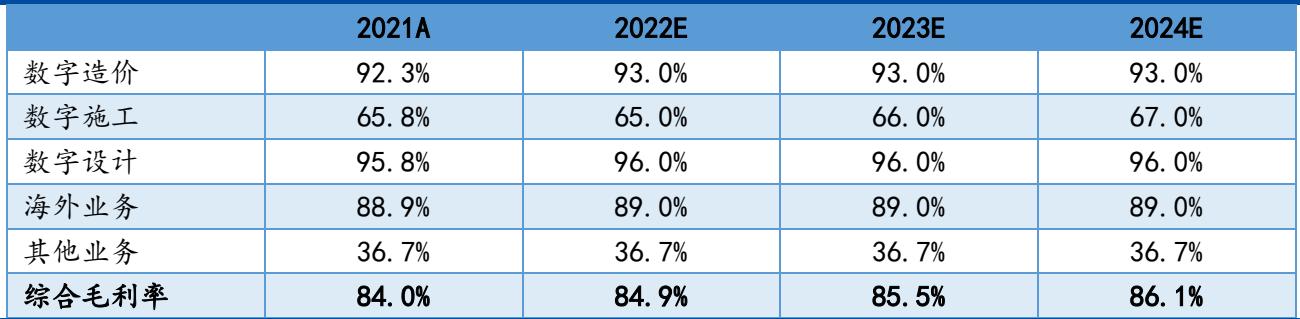 2021A 2022E 2023E 2024E
数字造价 92.3% 93.0% 93.0% 93.0%
数字施工 65.8% 65.0% 66.0% 67.0%
数字设计 95.8% 96.0% 96.0% 96.0%
海外业务 88.9% 89.0% 89.0% 89.0%
其他业务 36.7% 36.7% 36.7% 36.7%
综合毛利率 84.0% 84.9% 85.5% 86.1%